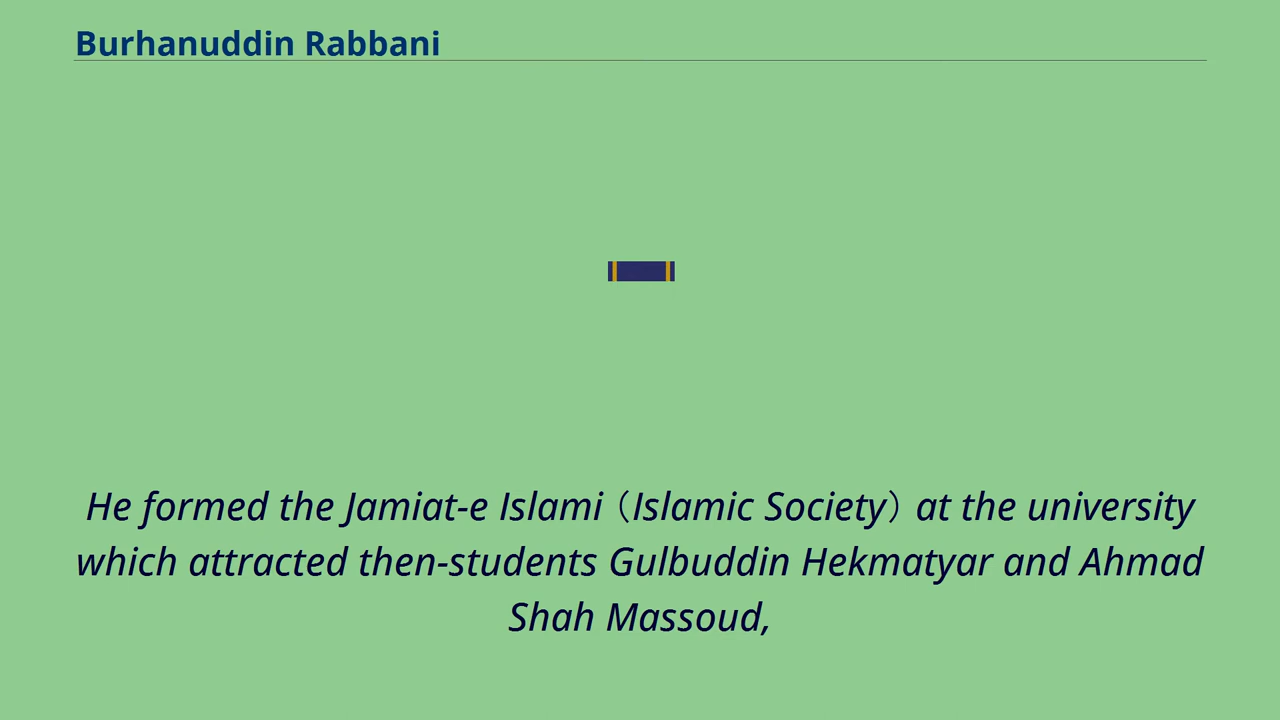 Burhanuddin Rabbani
He formed the Jamiat-e Islami（Islamic Society）at the university
which attracted then-students Gulbuddin Hekmatyar and Ahmad
Shah Massoud,